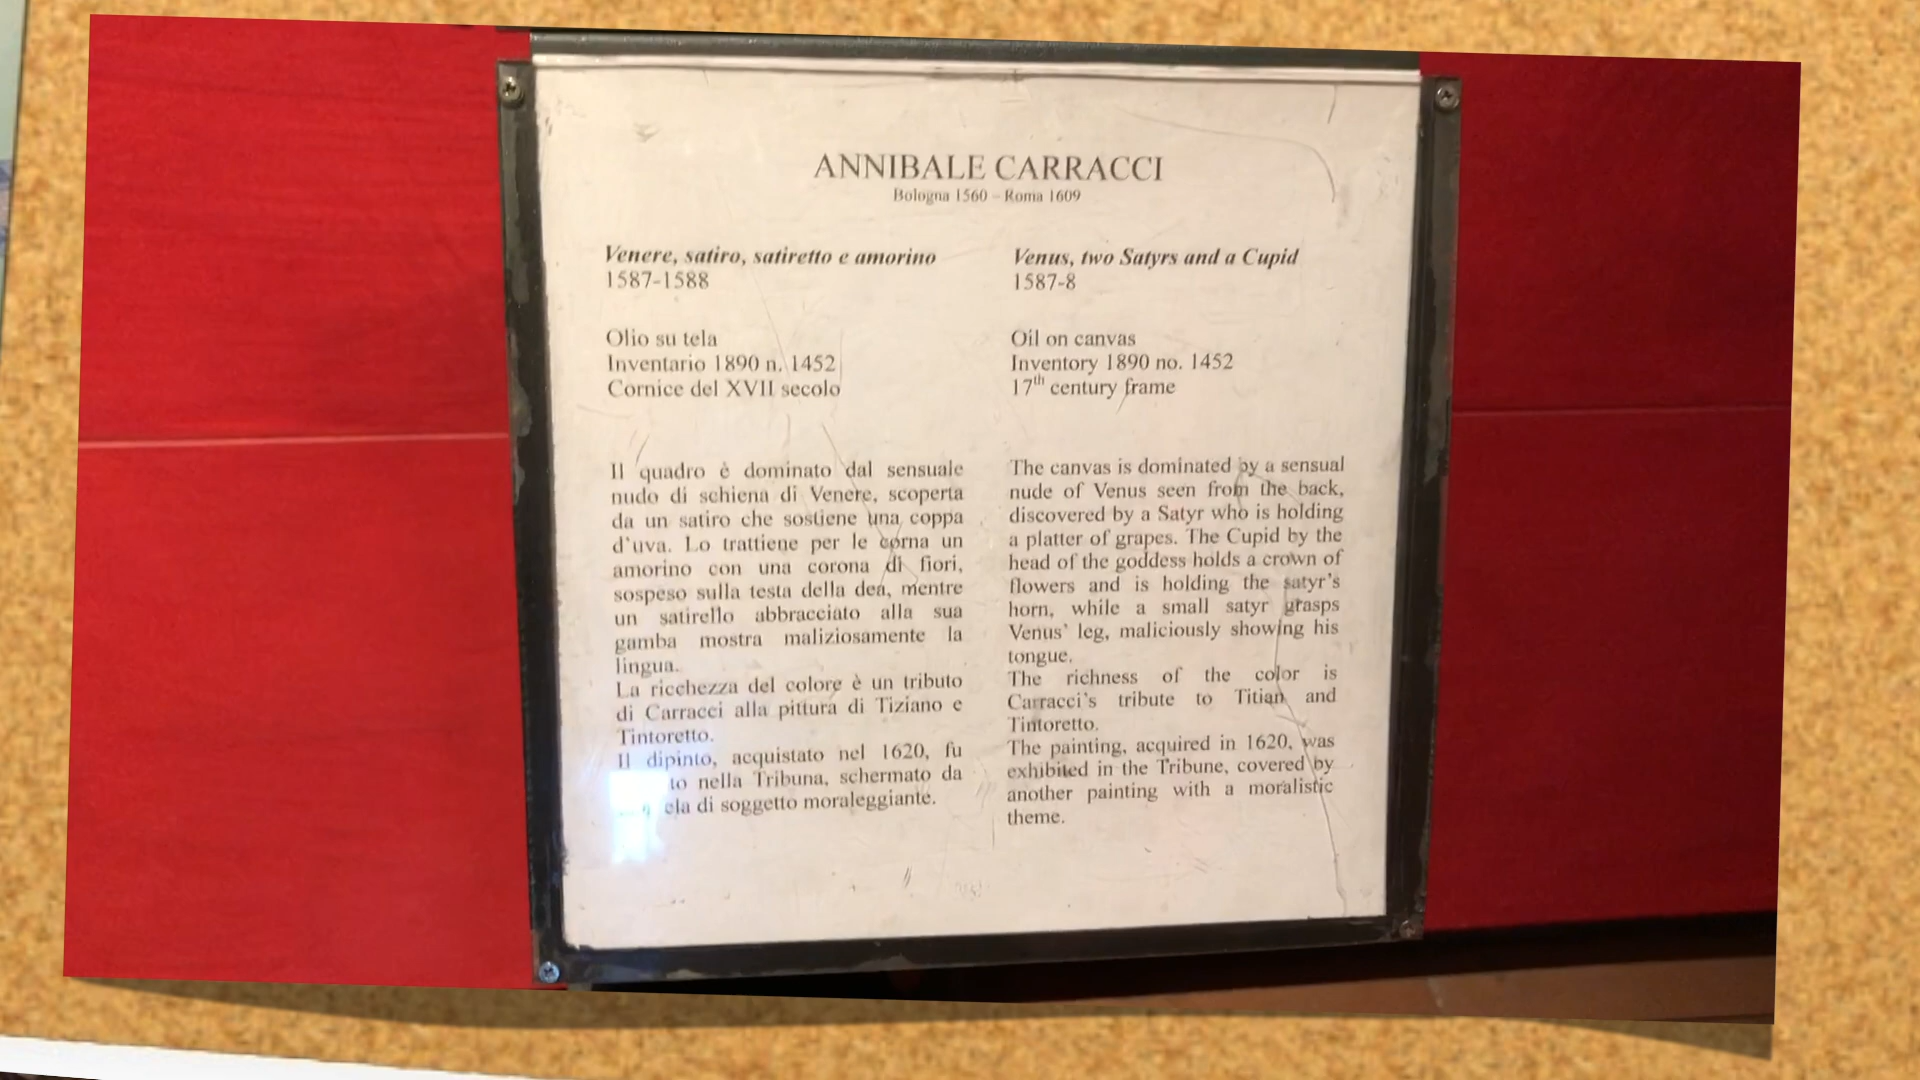 ANNIBALE CARRACCI
Bologna 1560 – Roma 1609
Venere, satiro, satiretto e amorino
1587-1588
Olio su tela
Inventario 1890 n. 1452
Cornice del XVII secolo
Il quadro è dominato dal sensuale
nudo di schiena di Venere, scoperta
da un satiro che sostiene una coppa
d'uva. Lo trattiene per le corna un
amorino con una corona di fiori,
sospeso sulla testa della dea, mentre
un satirello abbracciato alla sua
gamba mostra maliziosamente la
lingua.
La ricchezza del colore è un tributo
di Carracci alla pittura di Tiziano e
Tintoretto.
Il dipinto, acquistato nel 1620, fu
nella Tribuna, schermato da
di soggetto moraleggiante.
Venus, two Satyrs and a Cupid
1587-8
Oil on canvas
Inventory 1890 no. 1452
17th century frame
The canvas is dominated by a sensual
nude of Venus seen from the back,
discovered by a Satyr who is holding
a platter of grapes. The Cupid by the
head of the goddess holds a crown of
flowers and is holding the satyr's
horn, while a small satyr grasps
Venus' leg, maliciously showing his
tongue.
The richness of the color is
Carracci's tribute to Titian and
Tintoretto.
The painting, acquired in 1620, was
exhibited in the Tribune, covered by
another painting with a moralistic
theme.